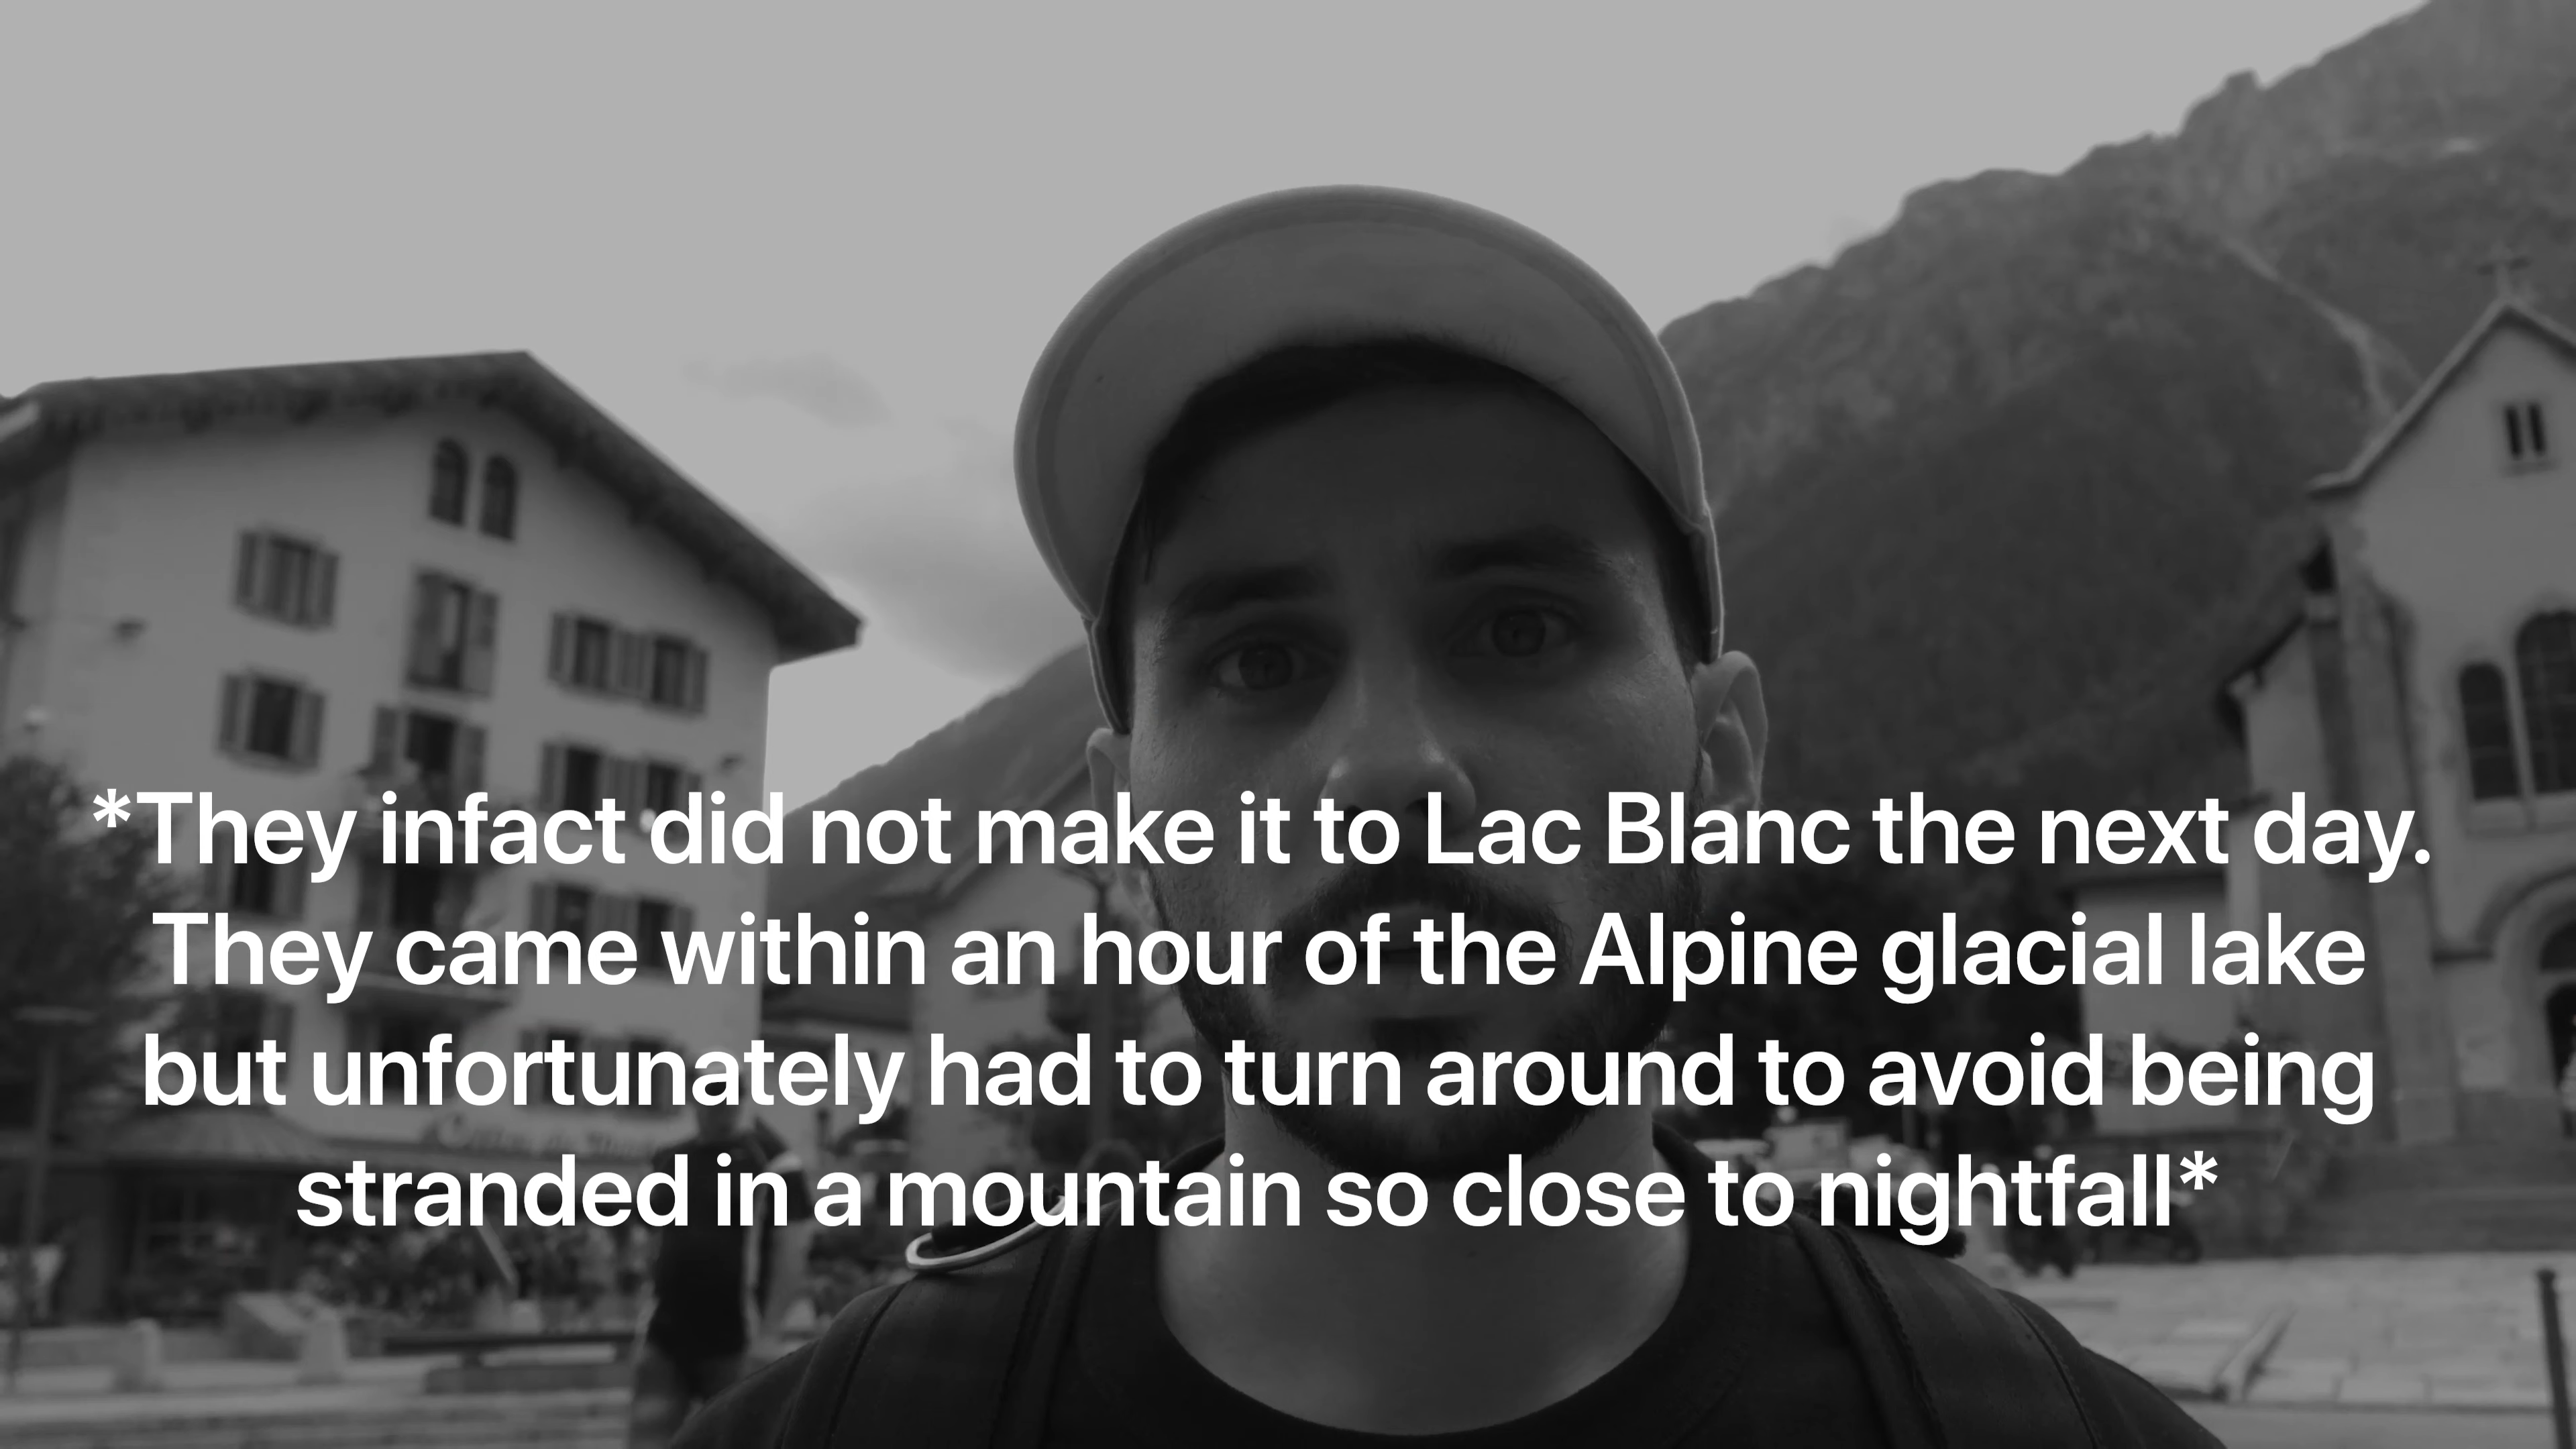 *They infact did not make it to Lac Blanc the next day.
They came within an hour of the Alpine glacial lake
but unfortunately had to turn around to avoid being
stranded in a mountain so close to nightfall*